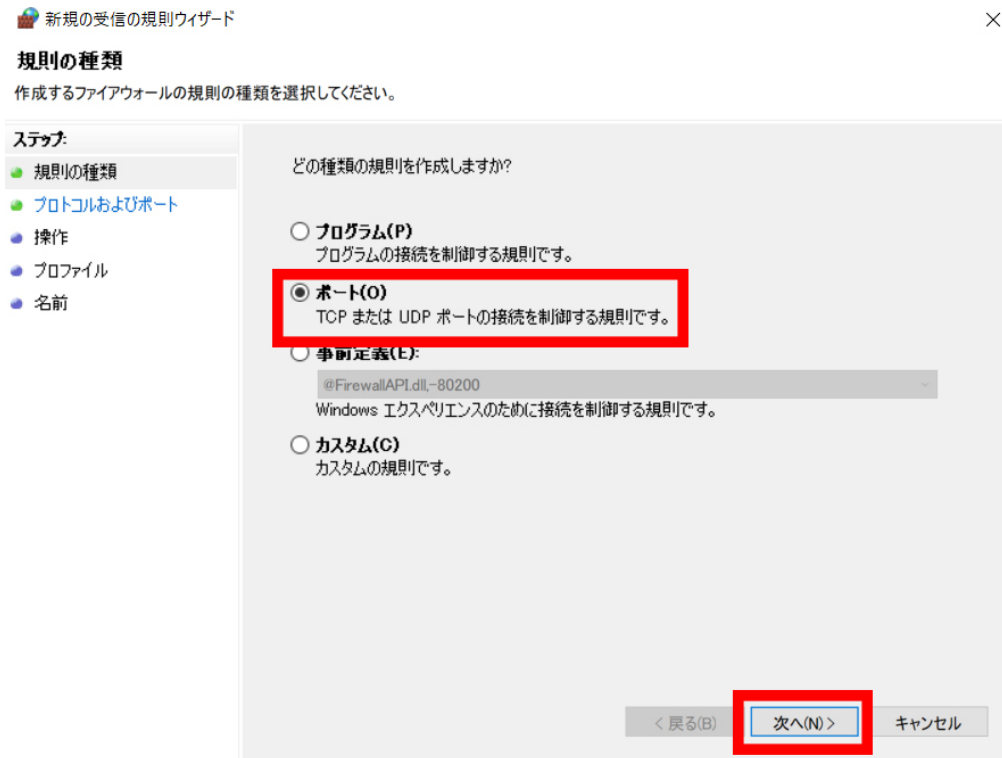 新規の受信の規則ウィザード
規則の種類
作成するファイアウォールの規則の種類を選択してください。
ステップ:
規則の種類
プロトコルおよびポート
操作
プロファイル
名前
どの種類の規則を作成しますか?
プログラム(P)
プログラムの接続を制御する規則です。
ポート(O)
TCP または UDP ポートの接続を制御する規則です。
事前定義(E):
@FirewallAPI.dll,-80200
Windows エクスペリエンスのために接続を制御する規則です。
カスタム(C)
カスタムの規則です。
< 戻る(B)
次へ(N) >
キャンセル